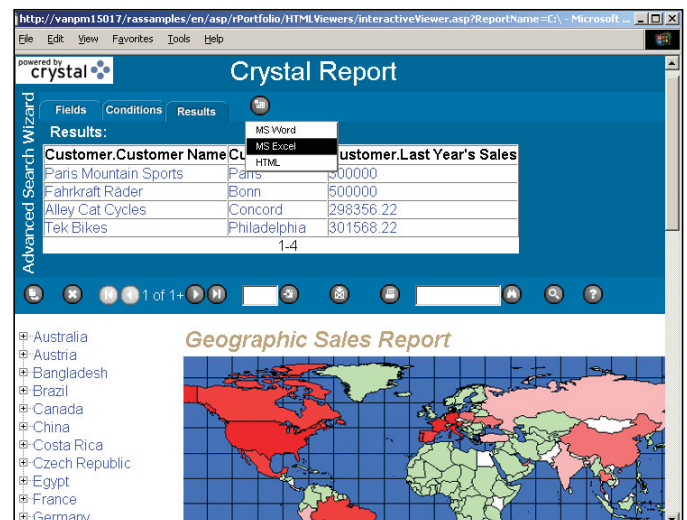 http://vanpm15017/rassamples/en/asp/rPortfolio/HTMLViewers/interactiveViewer.asp?ReportName=C:\ - Microsoft ...
File Edit View Favorites Tools Help
powered by
crystal
Crystal Report
Advanced Search Wizard
Fields Conditions Results
Results:
MS Word
MS Excel
HTML
Customer.Customer Name Cu ustomer.Last Year's Sales
Paris Mountain Sports Paris 300000
Fahrkraft Räder Bonn 500000
Alley Cat Cycles Concord 298356.22
Tek Bikes Philadelphia 301568.22
1-4
1 of 1+
Geographic Sales Report
Australia
Austria
Bangladesh
Brazil
Canada
China
Costa Rica
Czech Republic
Egypt
France
Germany